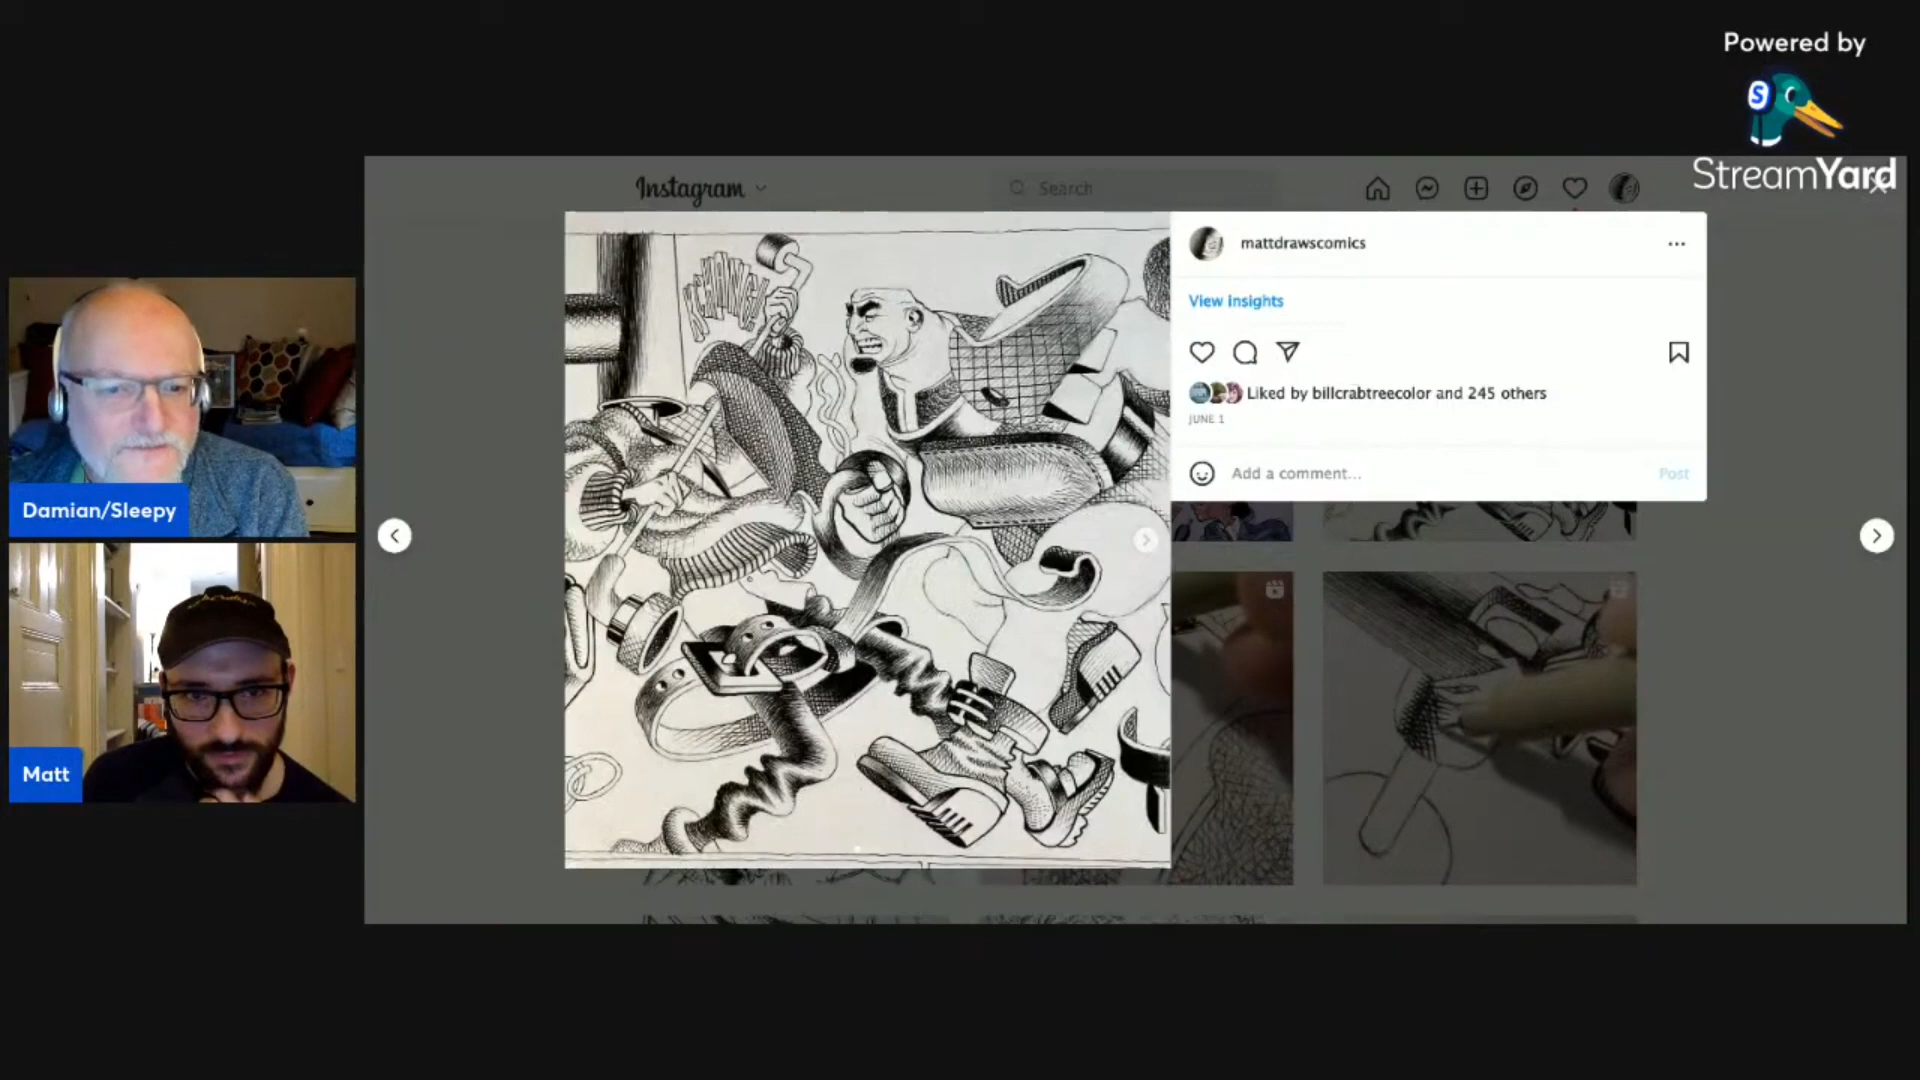 Powered by
S
StreamYard
Instagram
Search
mattdrawscomics
View insights
Liked by billcrabtreecolor and 245 others
JUNE 1
Add a comment...
Post
Damian/Sleepy
Matt